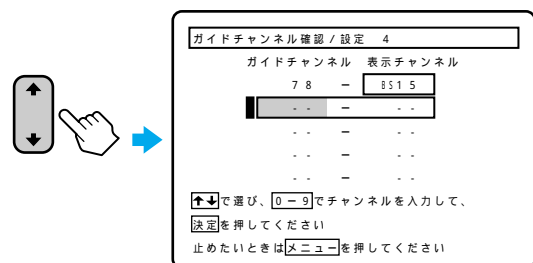 ガイドチャンネル確認/設定 4
ガイドチャンネル 表示チャンネル
78 － BS15
-- － --
-- － --
-- － --
-- － --
↑↓で選び、0－9でチャンネルを入力して、
決定を押してください
止めたいときはメニューを押してください